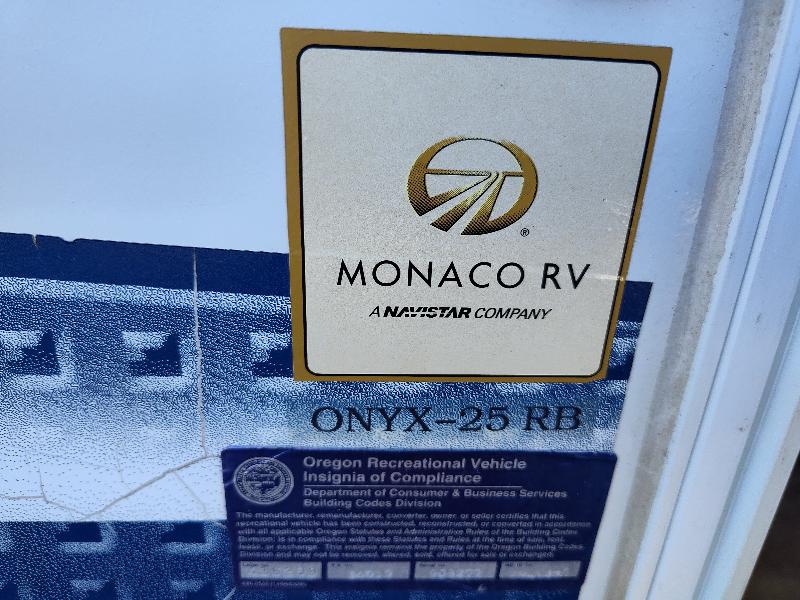 ®
MONACO RV
A NAVISTAR COMPANY
ONYX-25 RB
Oregon Recreational Vehicle
Insignia of Compliance
Department of Consumer & Business Services
Building Codes Division
The manufacturer, remanufacturer, converter, owner, or seller certifies that this
recreational vehicle has been constructed, reconstructed, or converted in accordance
with all applicable Oregon Statutes and Administrative Rules of the Building Codes
Division; is in compliance with these Statutes and Rules at the time of sale, rent,
lease, or exchange. This insignia remains the property of the Oregon Building Codes
Division and may not be removed, altered, sold, offered for sale or exchanged.